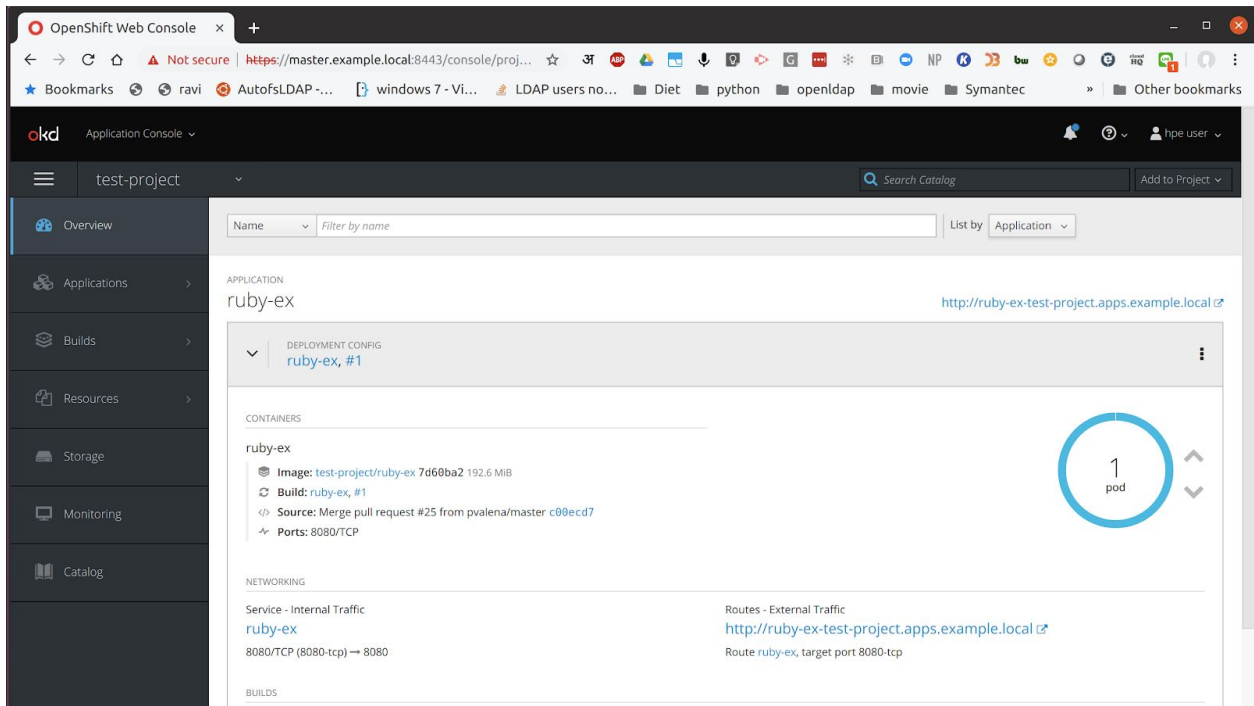 OpenShift Web Console × +
Not secure | https://master.example.local:8443/console/proj...
अ ABP G NP K bw cloud HQ 1
Bookmarks ravi AutofsLDAP -... windows 7 - Vi... LDAP users no... Diet python openldap movie Symantec » Other bookmarks
okd Application Console hpe user
test-project Search Catalog Add to Project
Overview
Name Filter by name List by Application
Applications
APPLICATION
ruby-ex http://ruby-ex-test-project.apps.example.local
Builds
DEPLOYMENT CONFIG
ruby-ex, #1
Resources
CONTAINERS
ruby-ex
Storage
Image: test-project/ruby-ex 7d60ba2 192.6 MiB
Build: ruby-ex, #1
</> Source: Merge pull request #25 from pvalena/master c00ecd7
Ports: 8080/TCP
1
pod
Monitoring
Catalog
NETWORKING
Service - Internal Traffic Routes - External Traffic
ruby-ex http://ruby-ex-test-project.apps.example.local
8080/TCP (8080-tcp) → 8080 Route ruby-ex, target port 8080-tcp
BUILDS